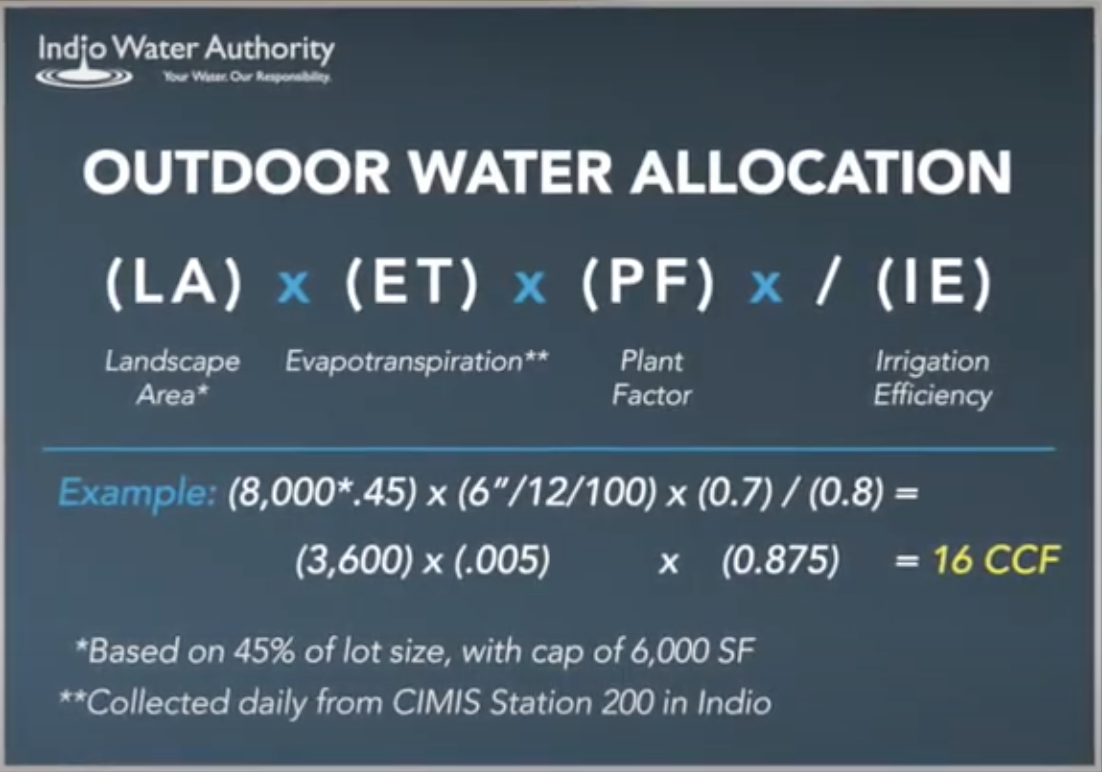 Indio Water Authority
Your Water. Our Responsibility.
OUTDOOR WATER ALLOCATION
(LA) x (ET) x (PF) x / (IE)
Landscape Area* Evapotranspiration** Plant Factor Irrigation Efficiency
Example: (8,000*.45) x (6"/12/100) x (0.7) / (0.8) =
(3,600) x (.005) x (0.875) = 16 CCF
*Based on 45% of lot size, with cap of 6,000 SF
**Collected daily from CIMIS Station 200 in Indio